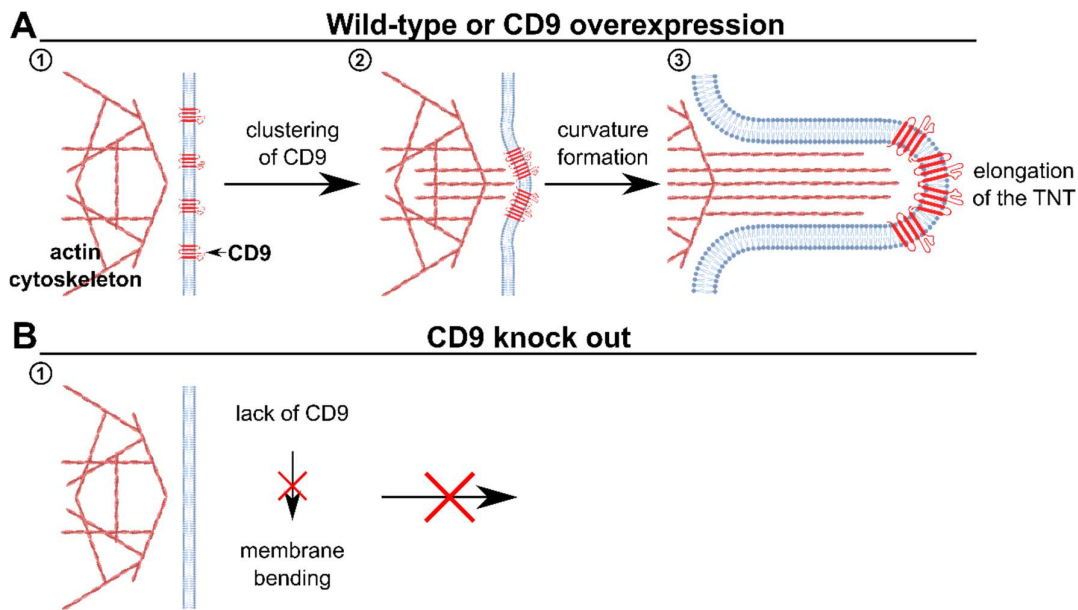 A
Wild-type or CD9 overexpression
1
2
3
clustering
of CD9
curvature
formation
elongation
of the TNT
actin
cytoskeleton
CD9
B
CD9 knock out
1
lack of CD9
membrane
bending